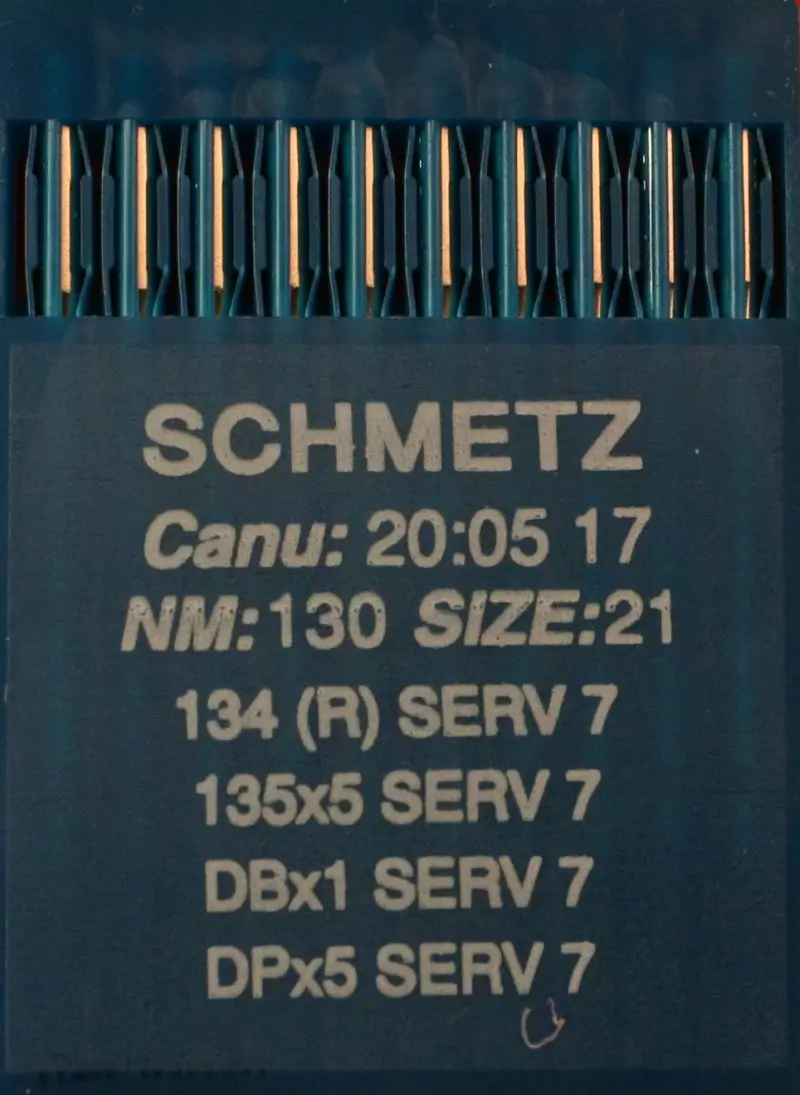 SCHMETZ
Canu: 20:05 17
NM:130 SIZE:21
134 (R) SERV 7
135x5 SERV 7
DBx1 SERV 7
DPx5 SERV 7